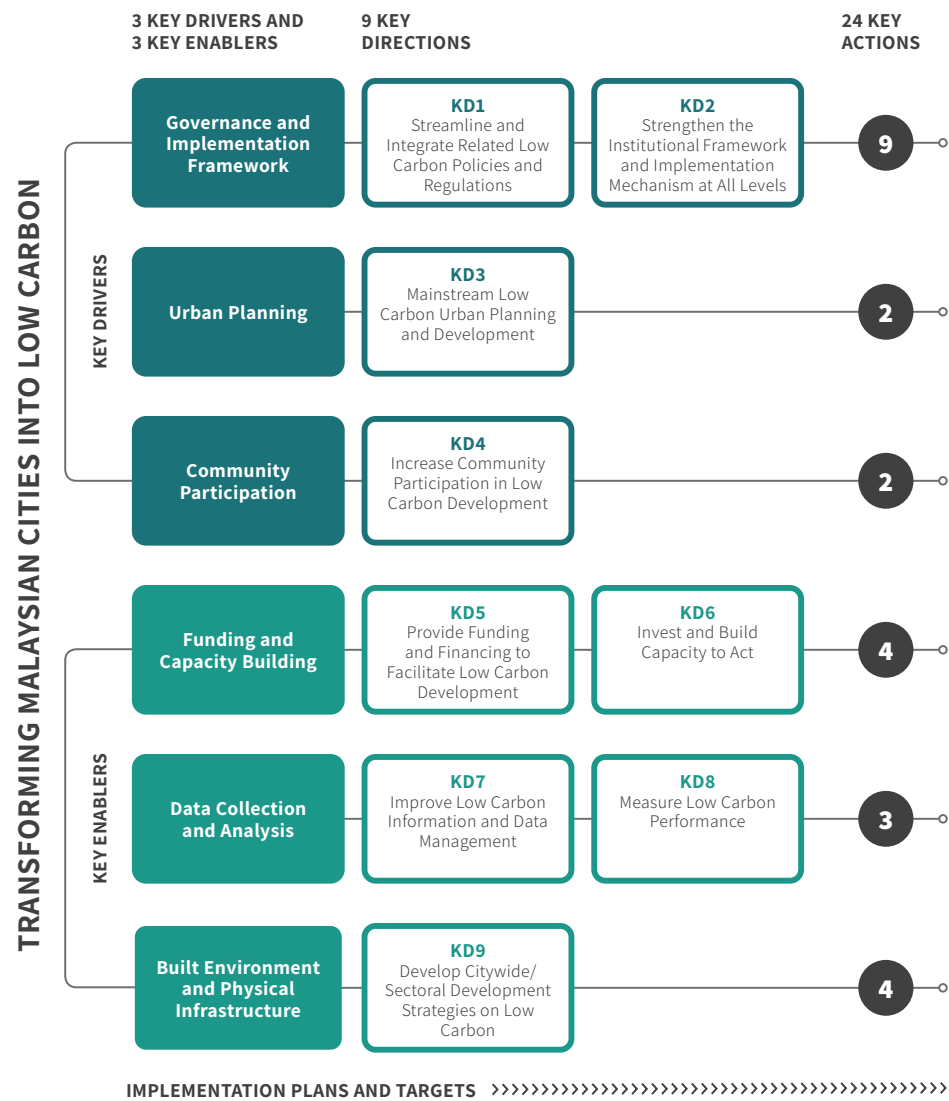 3 KEY DRIVERS AND
3 KEY ENABLERS
9 KEY
DIRECTIONS
24 KEY
ACTIONS
TRANSFORMING MALAYSIAN CITIES INTO LOW CARBON
KEY DRIVERS
Governance and
Implementation
Framework
KD1
Streamline and
Integrate Related Low
Carbon Policies and
Regulations
KD2
Strengthen the
Institutional Framework
and Implementation
Mechanism at All Levels
9
Urban Planning
KD3
Mainstream Low
Carbon Urban Planning
and Development
2
Community
Participation
KD4
Increase Community
Participation in Low
Carbon Development
2
KEY ENABLERS
Funding and
Capacity Building
KD5
Provide Funding
and Financing to
Facilitate Low Carbon
Development
KD6
Invest and Build
Capacity to Act
4
Data Collection
and Analysis
KD7
Improve Low Carbon
Information and Data
Management
KD8
Measure Low Carbon
Performance
3
Built Environment
and Physical
Infrastructure
KD9
Develop Citywide/
Sectoral Development
Strategies on Low
Carbon
4
IMPLEMENTATION PLANS AND TARGETS